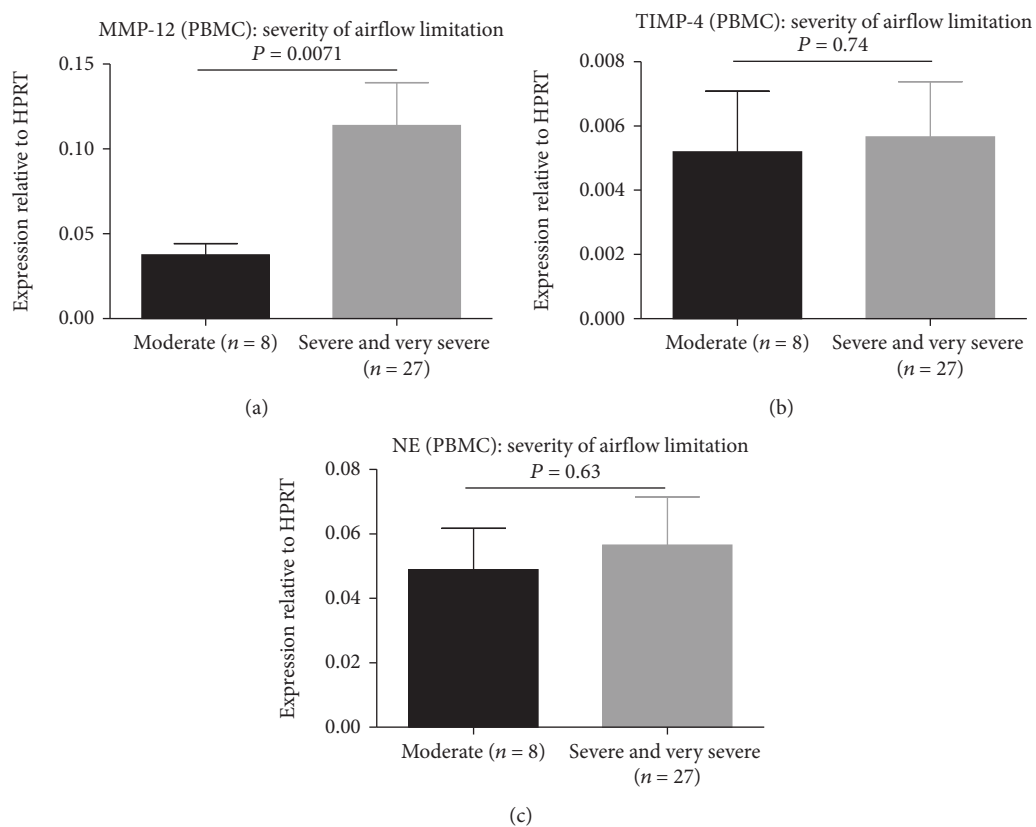 MMP-12 (PBMC): severity of airflow limitation
P = 0.0071
Expression relative to HPRT
0.15
0.10
0.05
0.00
Moderate (n = 8)
Severe and very severe
(n = 27)
(a)
TIMP-4 (PBMC): severity of airflow limitation
P = 0.74
Expression relative to HPRT
0.008
0.006
0.004
0.002
0.000
Moderate (n = 8)
Severe and very severe
(n = 27)
(b)
NE (PBMC): severity of airflow limitation
P = 0.63
Expression relative to HPRT
0.08
0.06
0.04
0.02
0.00
Moderate (n = 8)
Severe and very severe
(n = 27)
(c)